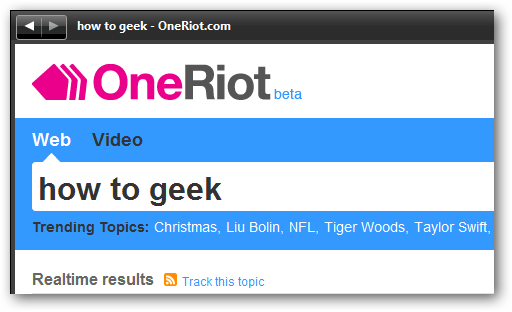 how to geek - OneRiot.com
OneRiot beta
Web Video
how to geek
Trending Topics: Christmas, Liu Bolin, NFL, Tiger Woods, Taylor Swift,
Realtime results Track this topic